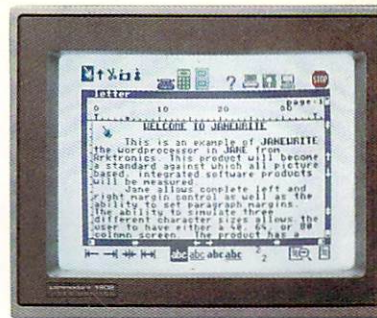 STOP
letter
page-1
0 10 20 30
WELCOME TO JANEWRITE
This is an example of JANEWRITE
the wordprocessor in JANE from
Arktronics. This product will become
a standard against which all picture
based, integrated software products
will be measured
Jane allows complete left and
right margin control as well as the
ability to set paragraph margins.
The ability to simulate three
different character sizes allows the
user to have either a 40, 64, or 80
column screen. The product has a
abc abc abc abc
commodore 1902